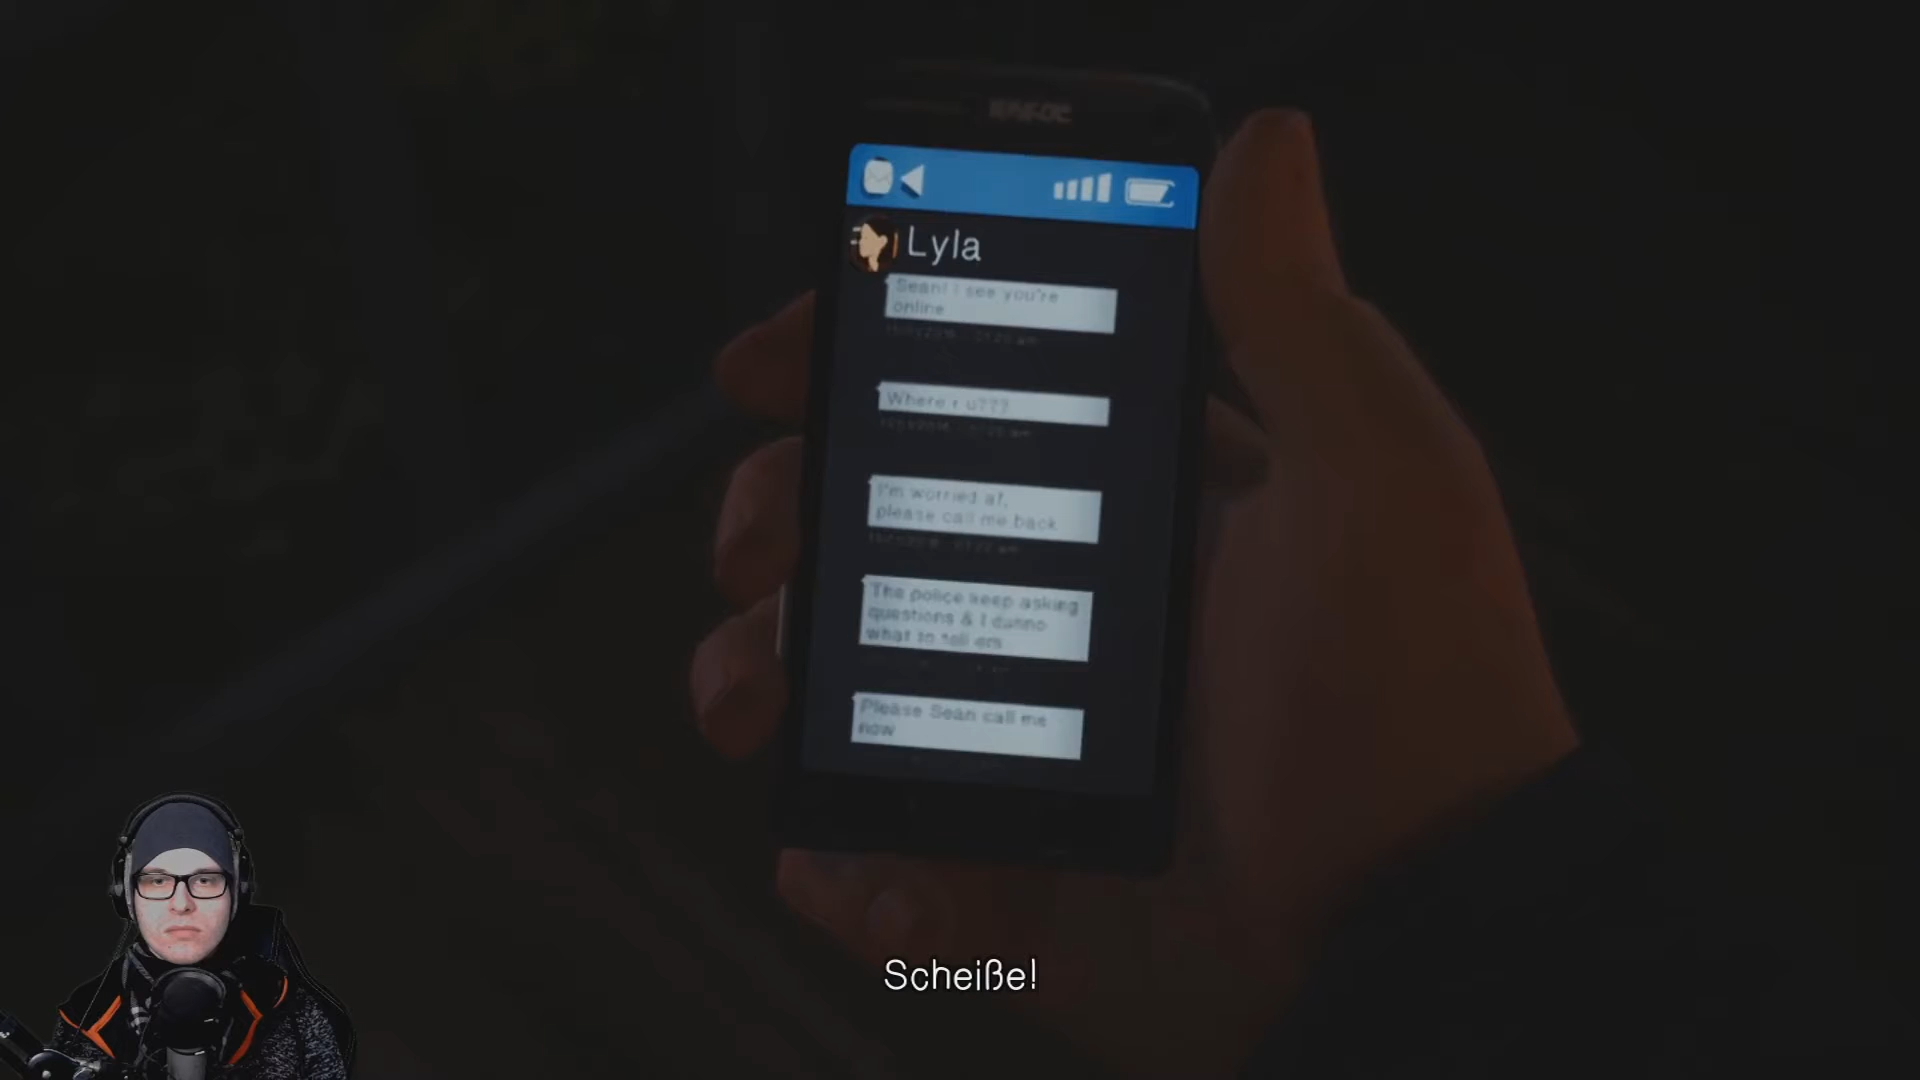 Lyla
Sean! I see you're
online
Where r u???
I'm worried af,
please call me back
The police keep asking
questions & I dunno
what to tell em
Please Sean call me
now
Scheiße!